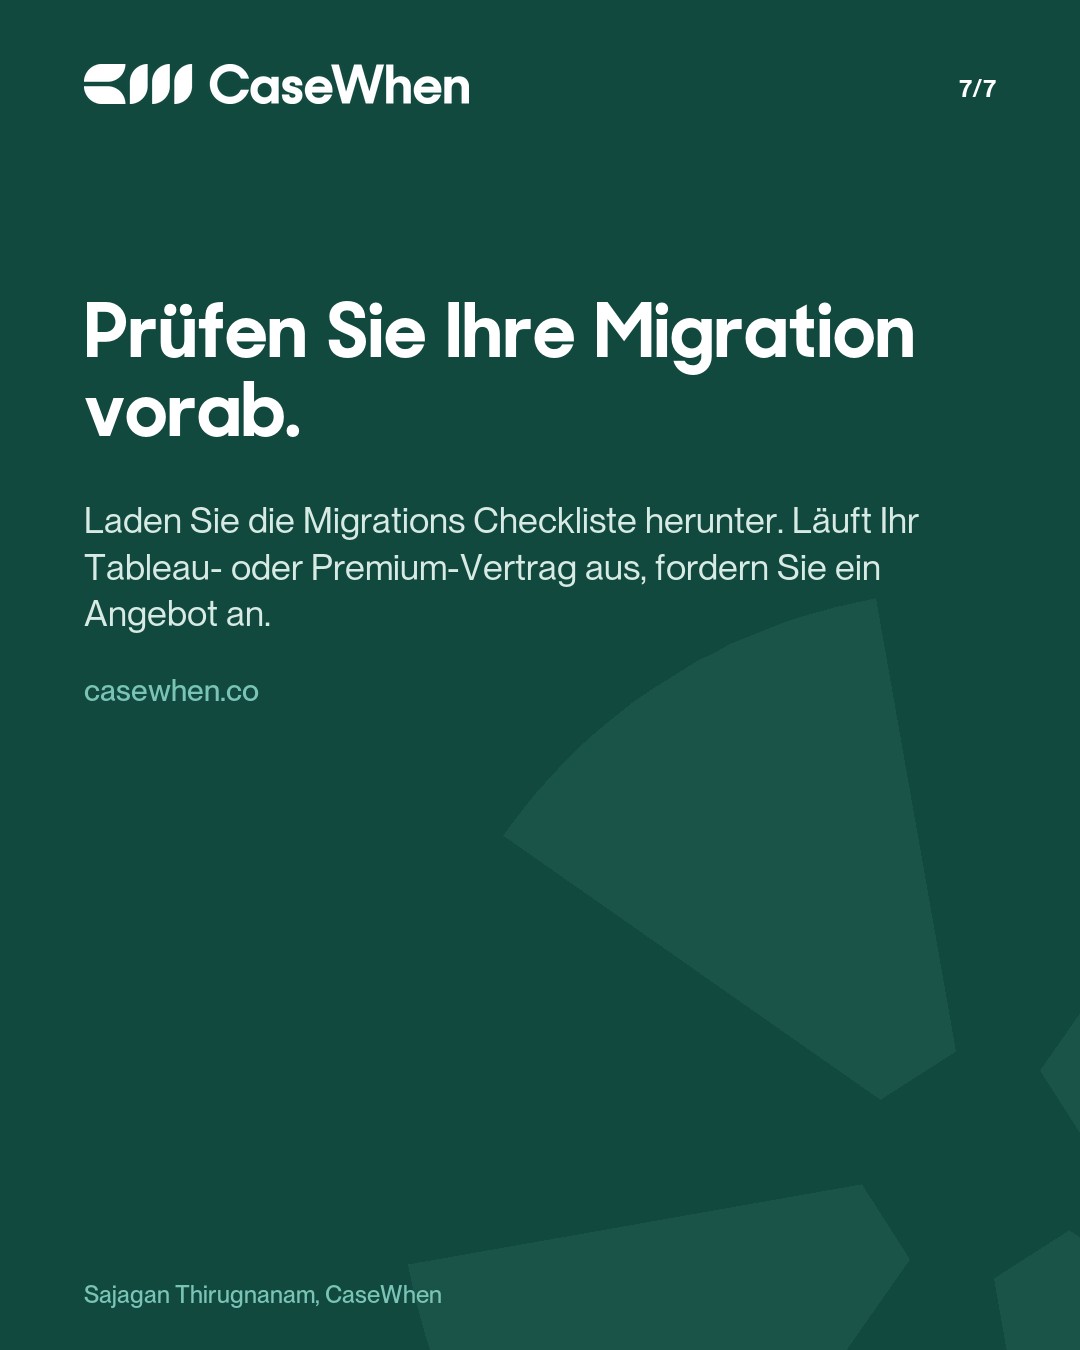 CaseWhen
7/7
Prüfen Sie Ihre Migration
vorab.
Laden Sie die Migrations Checkliste herunter. Läuft Ihr
Tableau- oder Premium-Vertrag aus, fordern Sie ein
Angebot an.
casewhen.co
Sajagan Thirugnanam, CaseWhen